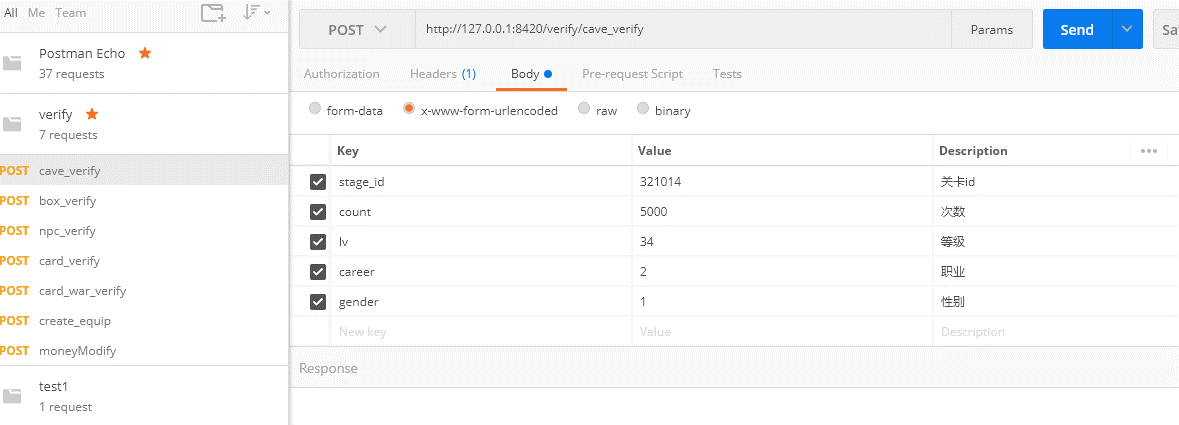 All Me Team
Postman Echo
37 requests
verify
7 requests
POST cave_verify
POST box_verify
POST npc_verify
POST card_verify
POST card_war_verify
POST create_equip
POST moneyModify
test1
1 request
POST http://127.0.0.1:8420/verify/cave_verify Params Send Sa
Authorization Headers (1) Body Pre-request Script Tests
form-data x-www-form-urlencoded raw binary
Key Value Description
stage_id 321014 关卡id
count 5000 次数
lv 34 等级
career 2 职业
gender 1 性别
New key Value Description
Response